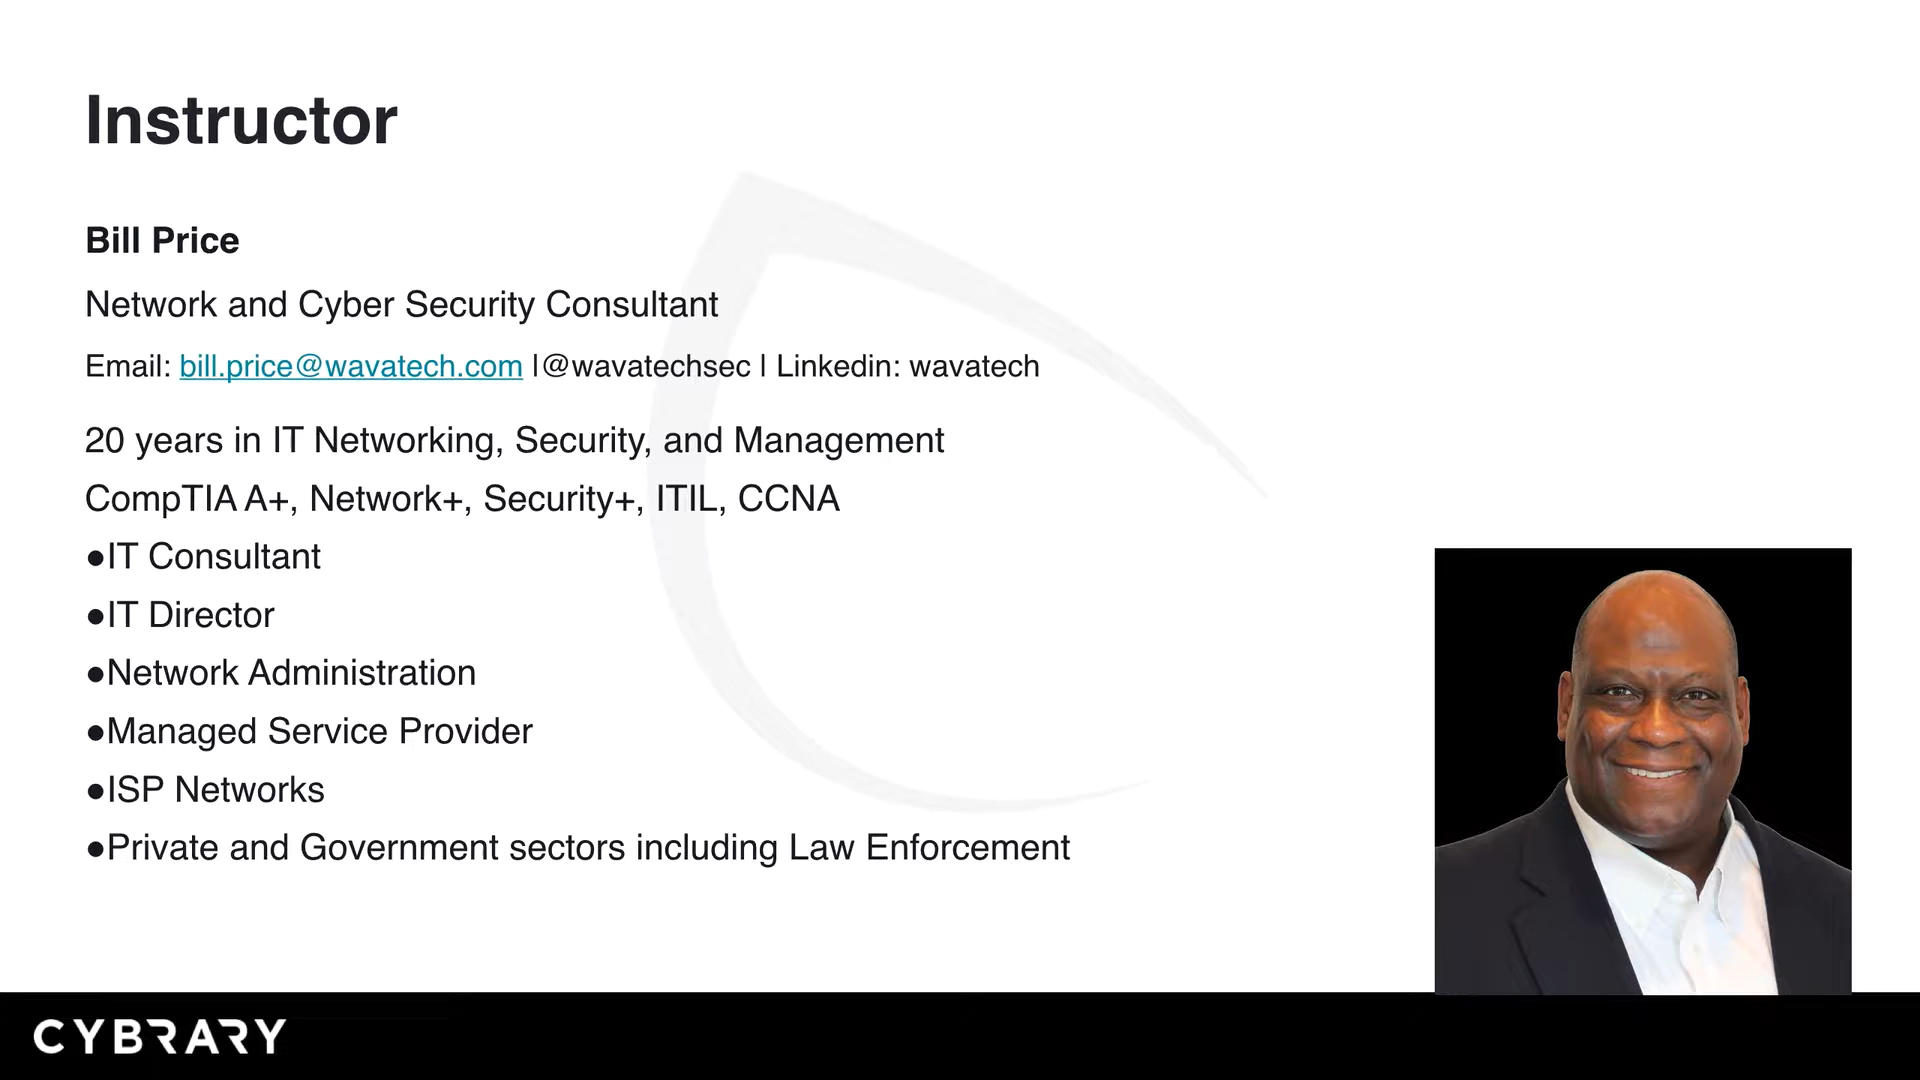 Instructor
Bill Price
Network and Cyber Security Consultant
Email: bill.price@wavatech.com |@wavatechsec | Linkedin: wavatech
20 years in IT Networking, Security, and Management
CompTIA A+, Network+, Security+, ITIL, CCNA
●IT Consultant
●IT Director
●Network Administration
●Managed Service Provider
●ISP Networks
●Private and Government sectors including Law Enforcement
CYBRARY